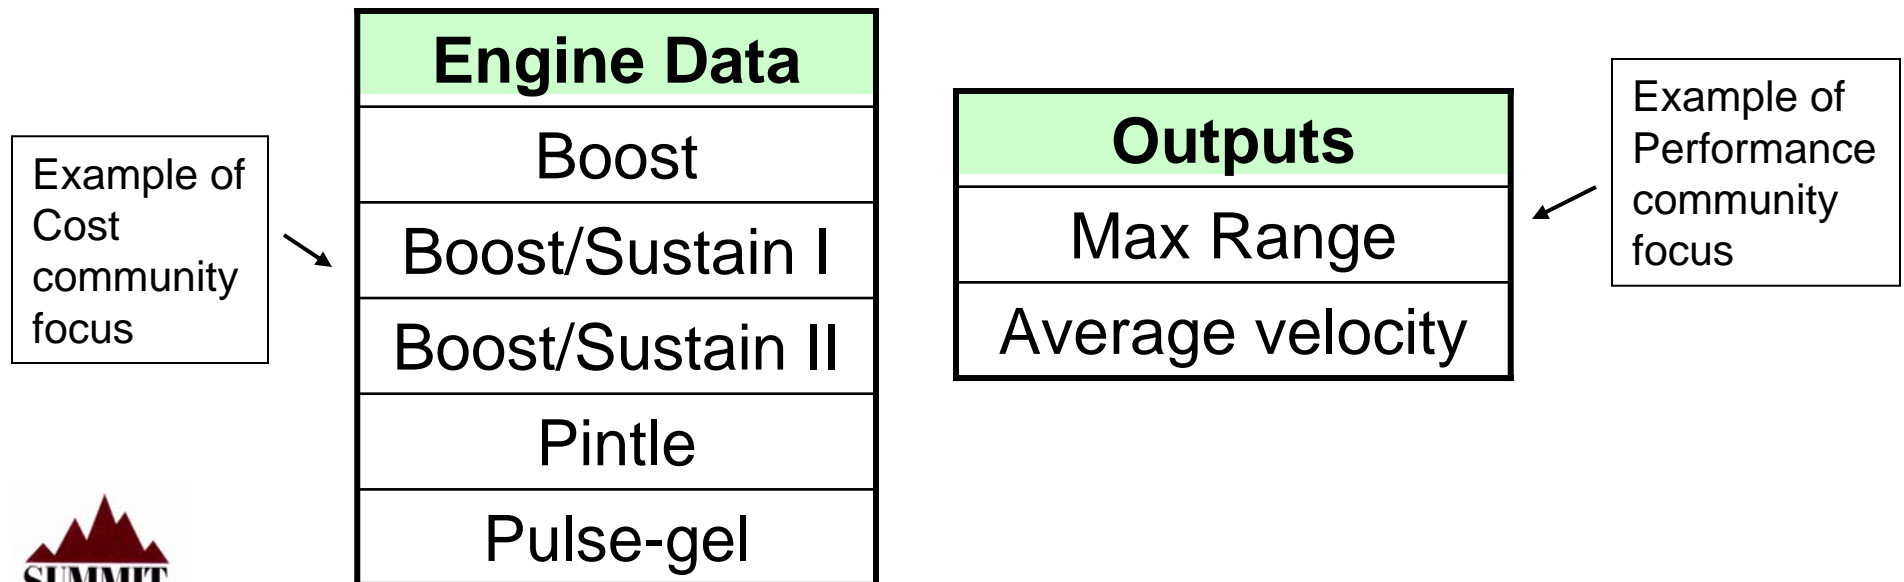 Example of
Cost
community
focus
Engine Data
Boost
Boost/Sustain I
Boost/Sustain II
Pintle
Pulse-gel
Outputs
Max Range
Average velocity
Example of
Performance
community
focus
SUMMIT